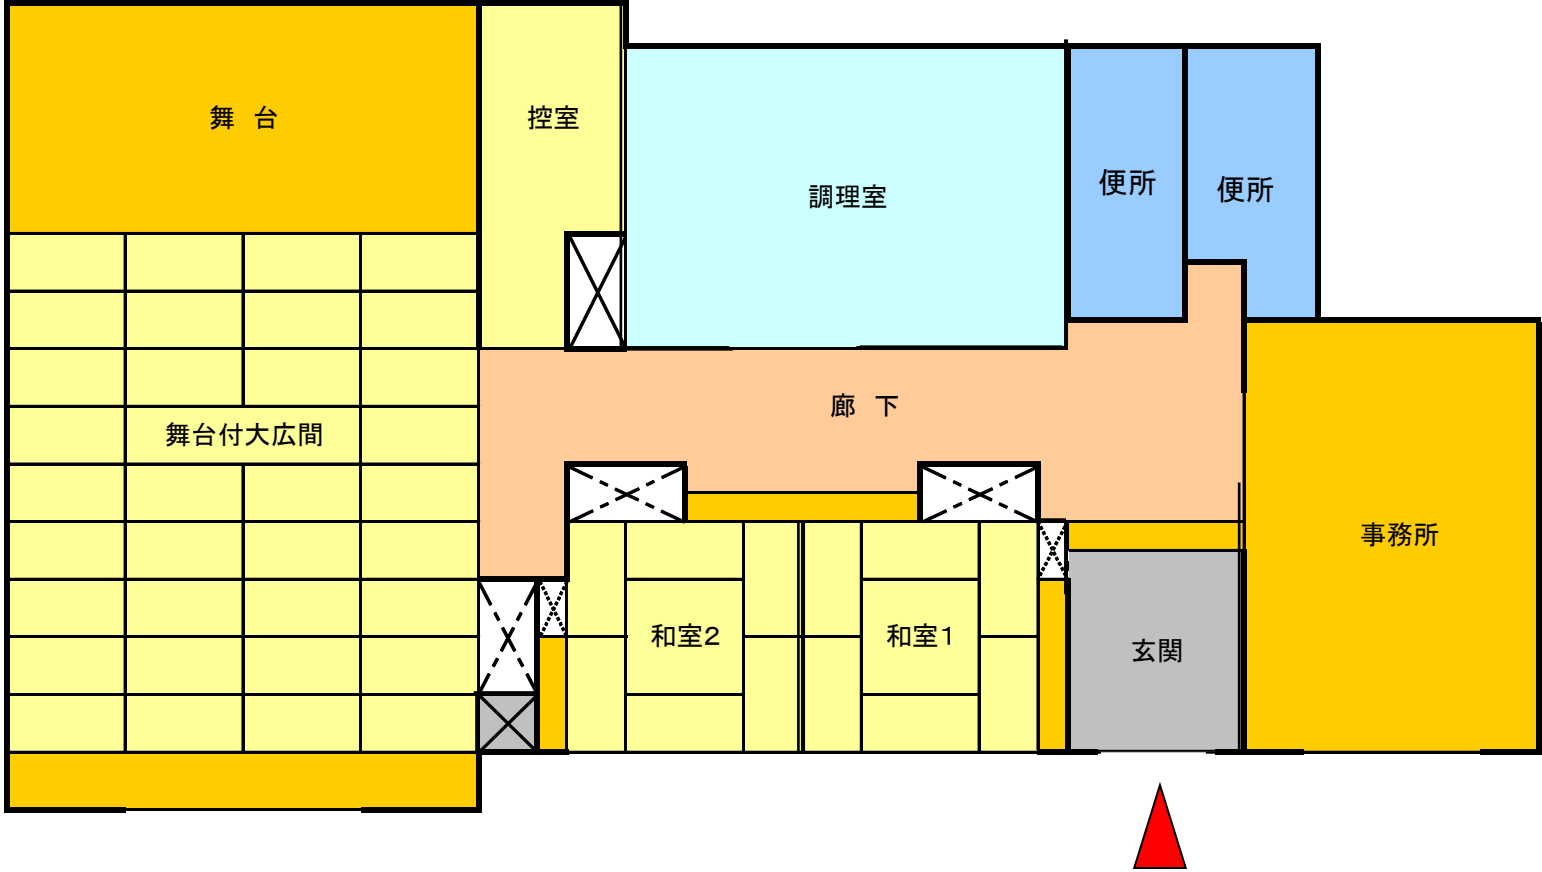 舞 台
控室
調理室
便所
便所
廊 下
舞台付大広間
事務所
和室2
和室1
玄関